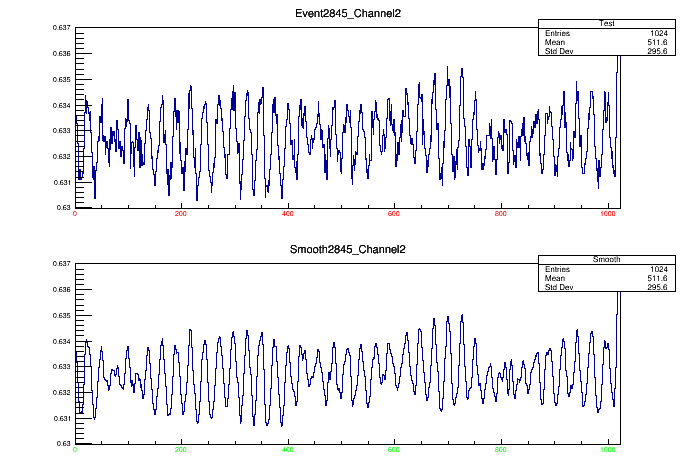 Event2845_Channel2
Test
Entries 1024
Mean 511.6
Std Dev 295.6
0.637
0.636
0.635
0.634
0.633
0.632
0.631
0.63
0 200 400 600 800 1000
Smooth2845_Channel2
Smooth
Entries 1024
Mean 511.6
Std Dev 295.6
0.637
0.636
0.635
0.634
0.633
0.632
0.631
0.63
0 200 400 600 800 1000